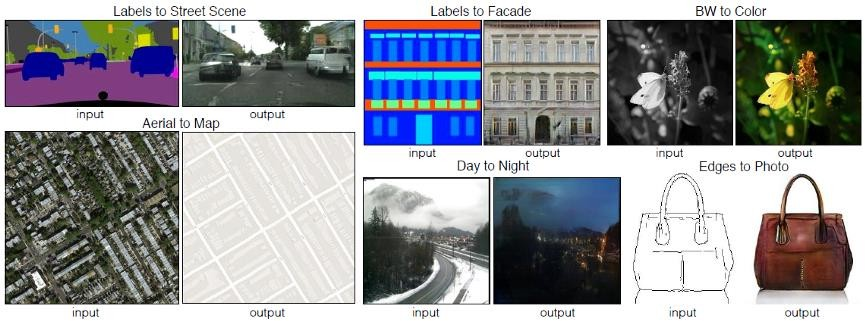 Labels to Street Scene
input
output
Aerial to Map
input
output
Labels to Facade
input
output
BW to Color
input
output
Day to Night
input
output
Edges to Photo
input
output